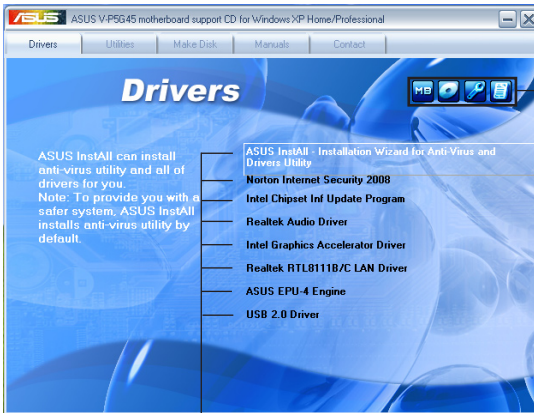 ASUS ASUS V-P5G45 motherboard support CD for Windows XP Home/Professional
Drivers Utilities Make Disk Manuals Contact
Drivers
MB
ASUS InstAll can install
anti-virus utility and all of
drivers for you.
Note: To provide you with a
safer system, ASUS InstAll
installs anti-virus utility by
default.
ASUS InstAll - Installation Wizard for Anti-Virus and
Drivers Utility
Norton Internet Security 2008
Intel Chipset Inf Update Program
Realtek Audio Driver
Intel Graphics Accelerator Driver
Realtek RTL8111B/C LAN Driver
ASUS EPU-4 Engine
USB 2.0 Driver